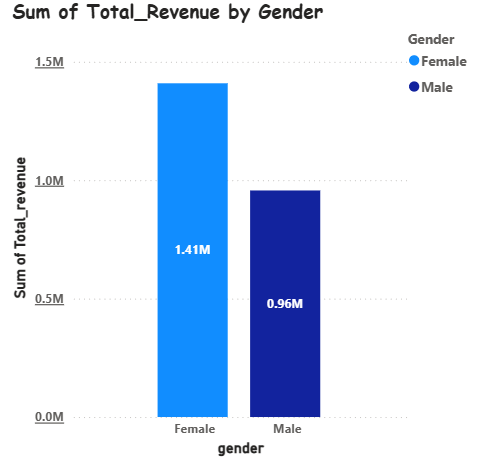 Sum of Total_Revenue by Gender
Gender
Female
Male
1.5M
1.0M
0.5M
0.0M
Sum of Total_revenue
1.41M
0.96M
Female Male
gender